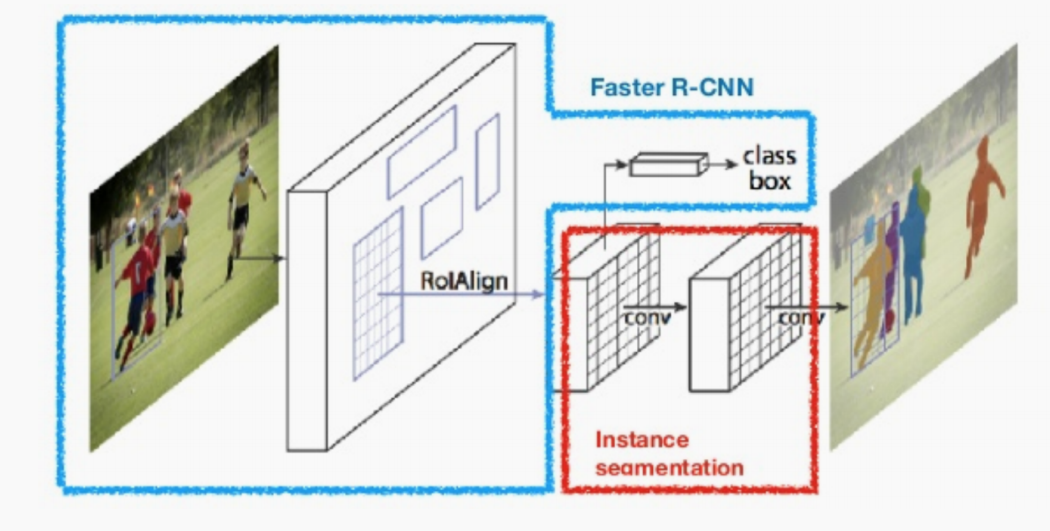 Faster R-CNN
class
box
RoIAlign
conv
conv
Instance
segmentation